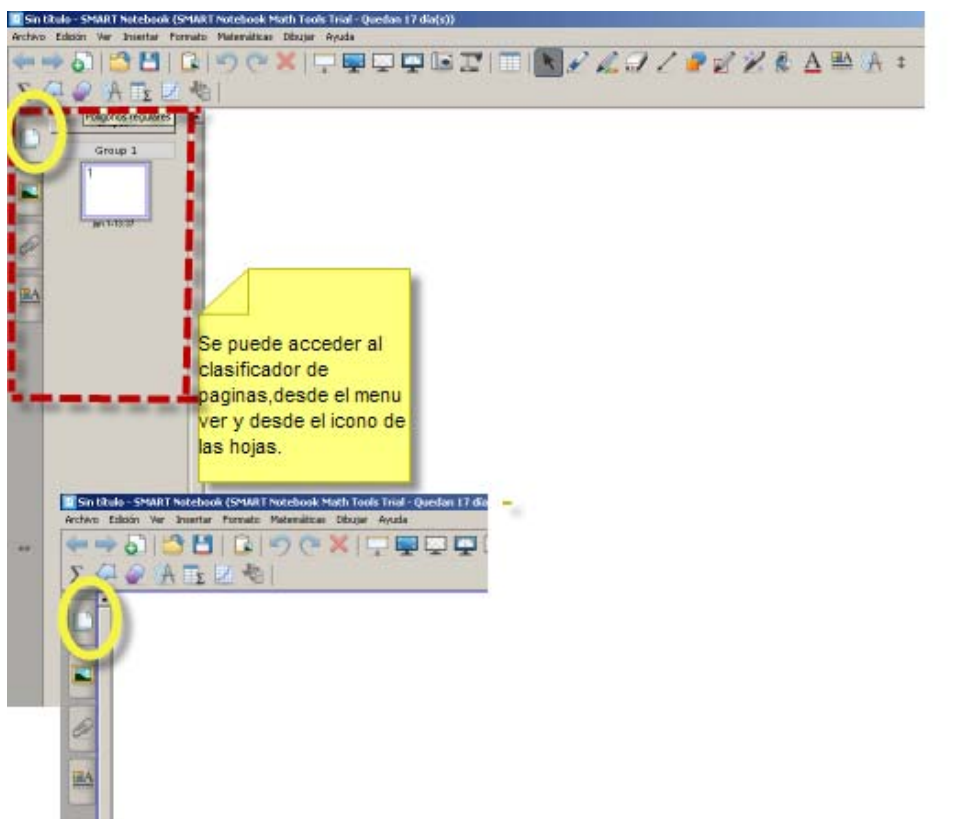 Sin título - SMART Notebook (SMART Notebook Math Tools Trial - Quedan 17 día(s))
Archivo Edición Ver Insertar Formato Matemáticas Dibujar Ayuda
Polígonos regulares
Group 1
1
Se puede acceder al
clasificador de
paginas,desde el menu
ver y desde el icono de
las hojas.
Sin título - SMART Notebook (SMART Notebook Math Tools Trial - Quedan 17 día
Archivo Edición Ver Insertar Formato Matemáticas Dibujar Ayuda